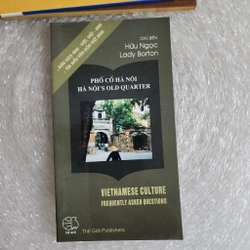 CHỦ BIÊN
Hữu Ngọc
Lady Borton
PHỐ CỔ HÀ NỘI
HÀ NỘI'S OLD QUARTER
VIETNAMESE CULTURE
FREQUENTLY ASKED QUESTIONS
Thế Giới Publishers